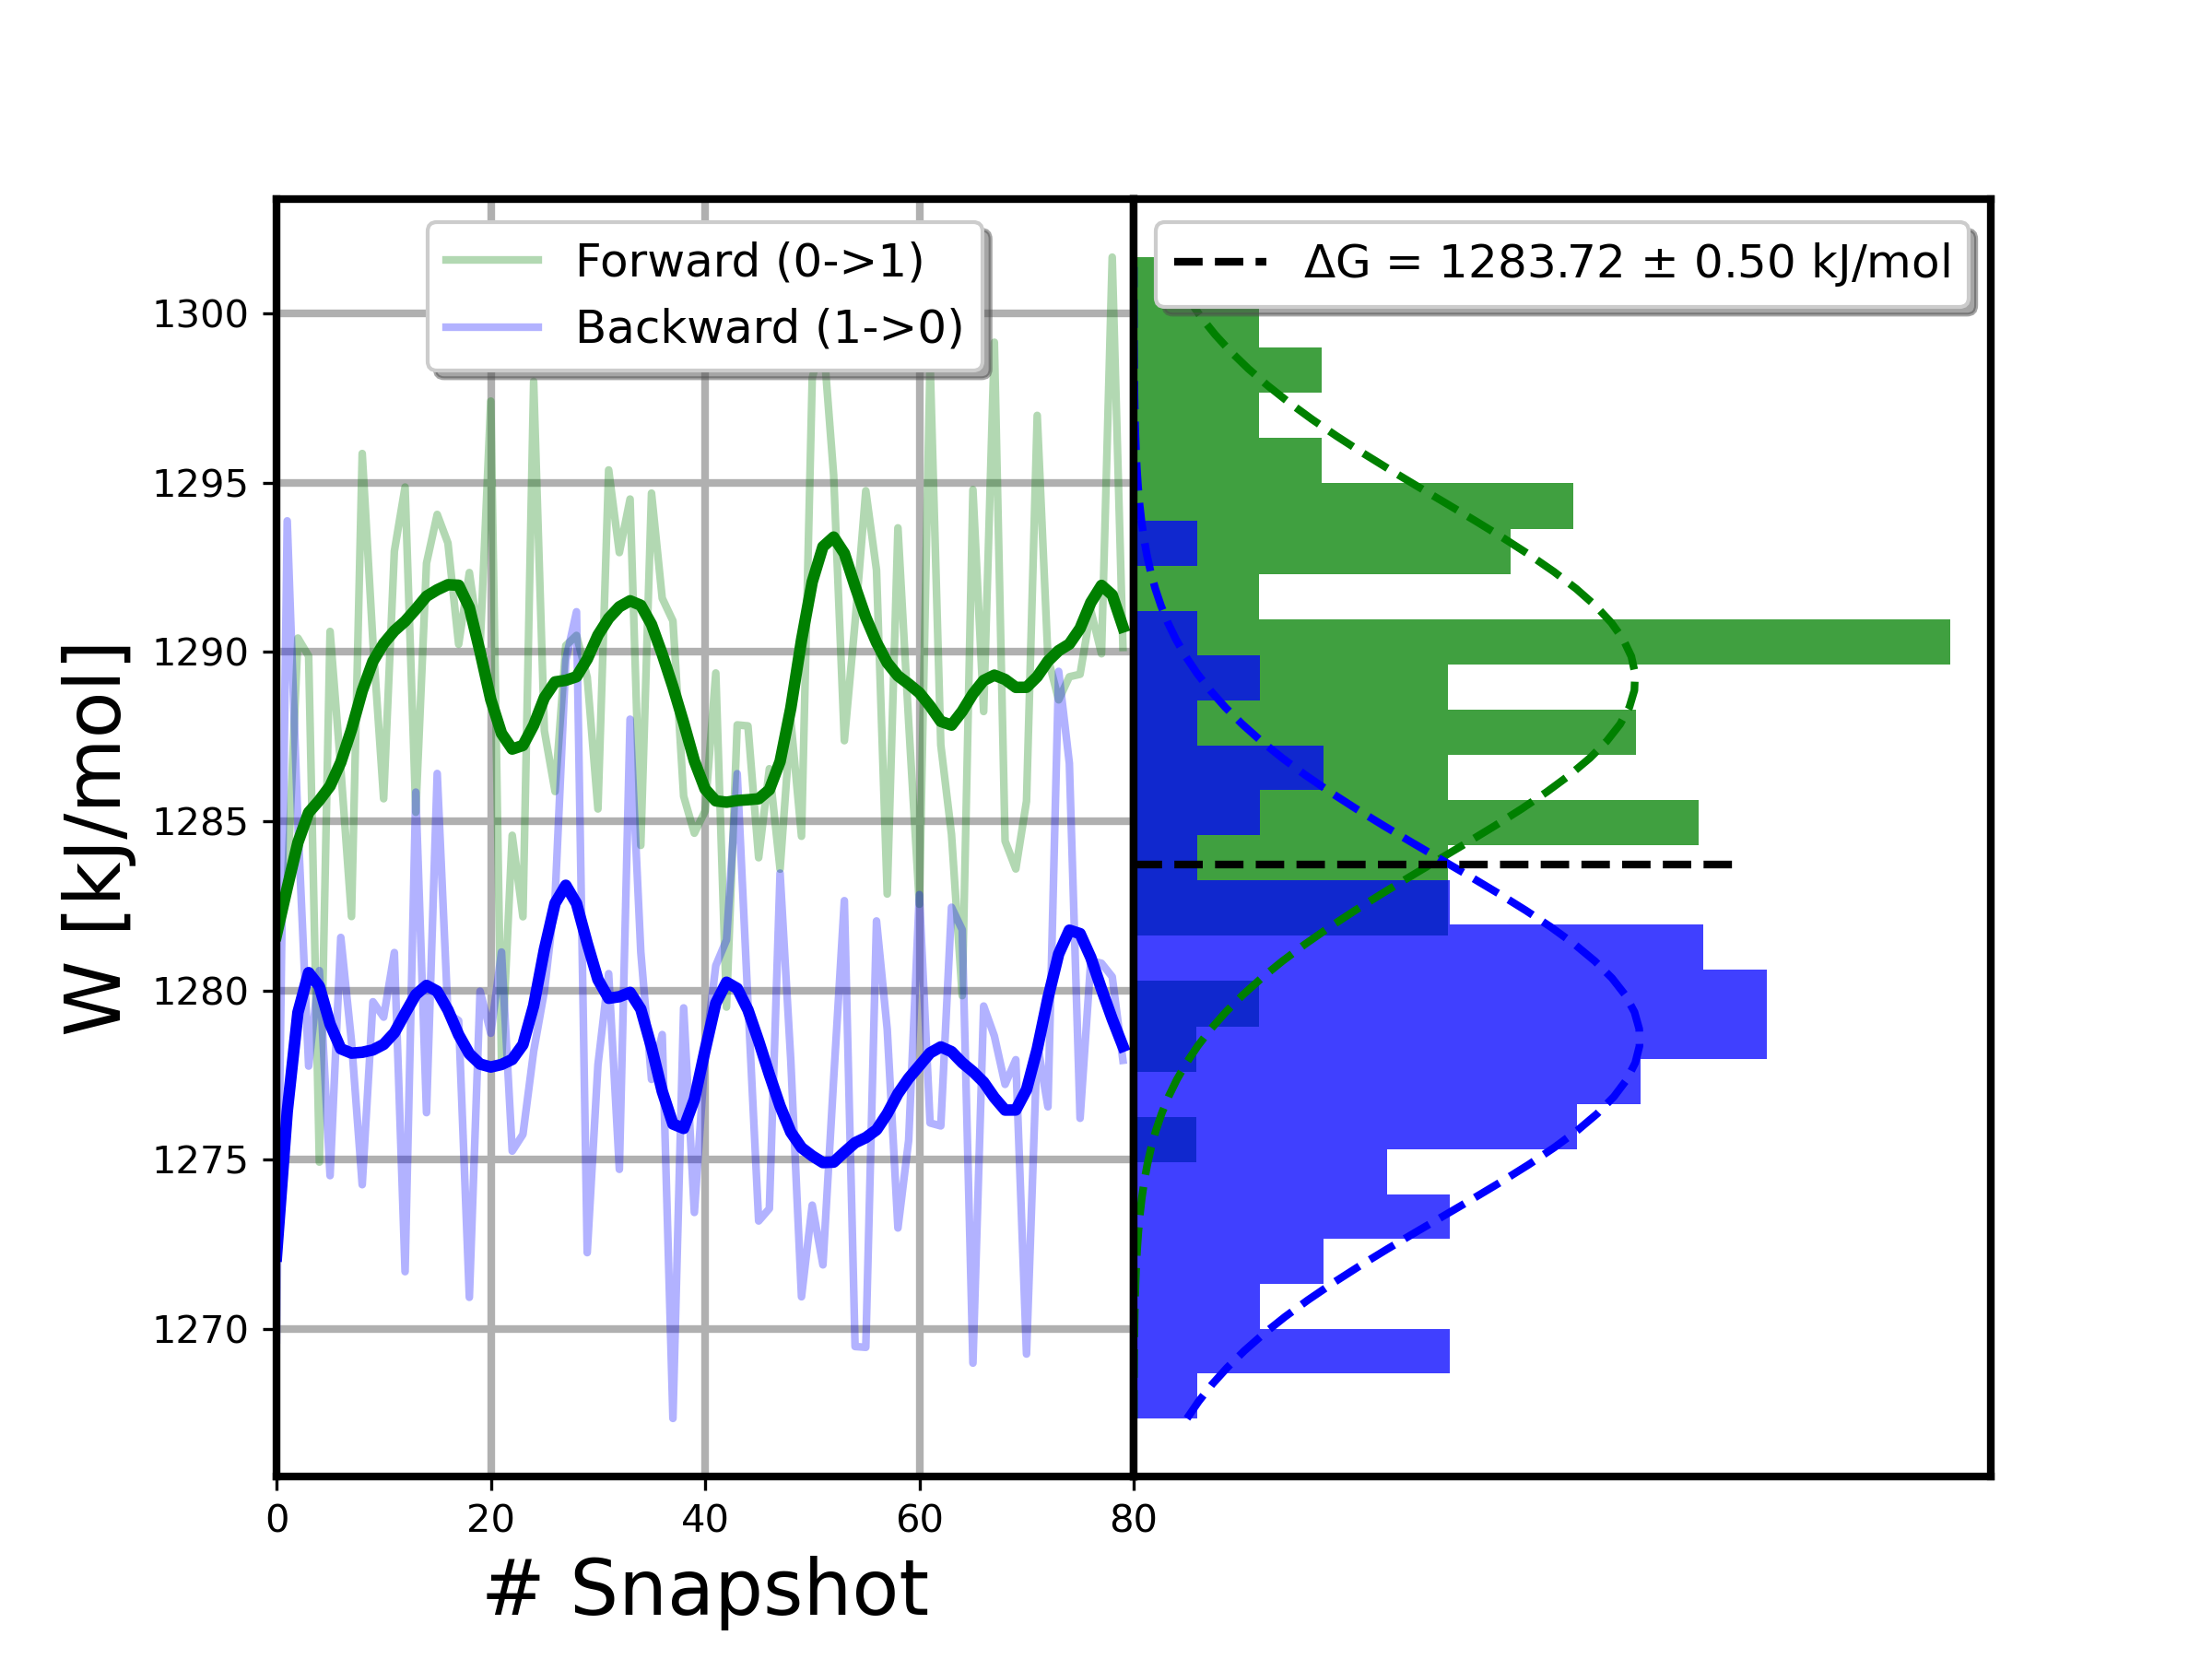 Forward (0->1)
Backward (1->0)
ΔG = 1283.72 ± 0.50 kJ/mol
W [kJ/mol]
1300
1295
1290
1285
1280
1275
1270
0 20 40 60 80
# Snapshot